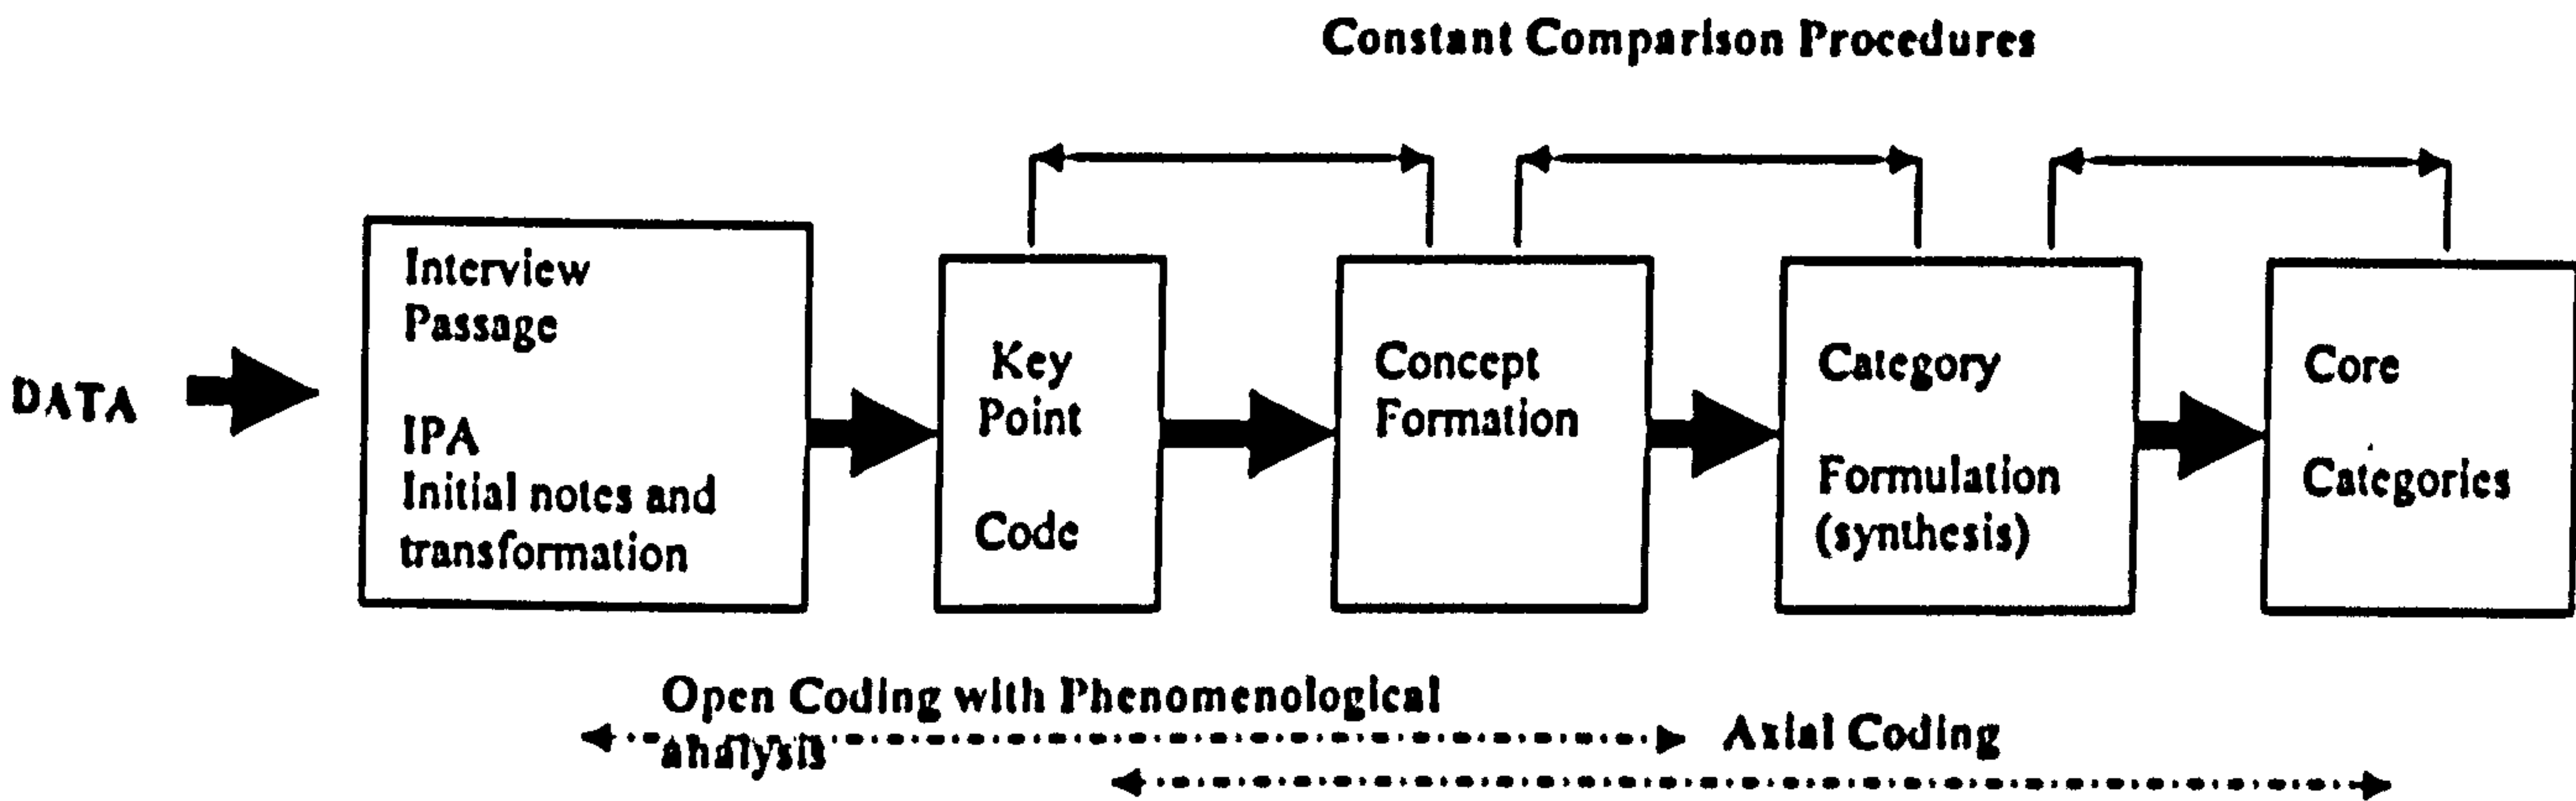 Constant Comparison Procedures
DATA
Interview
Passage
IPA
Initial notes and
transformation
Key
Point
Code
Concept
Formation
Category
Formulation
(synthesis)
Core
Categories
Open Coding with Phenomenological
analysis
Axial Coding